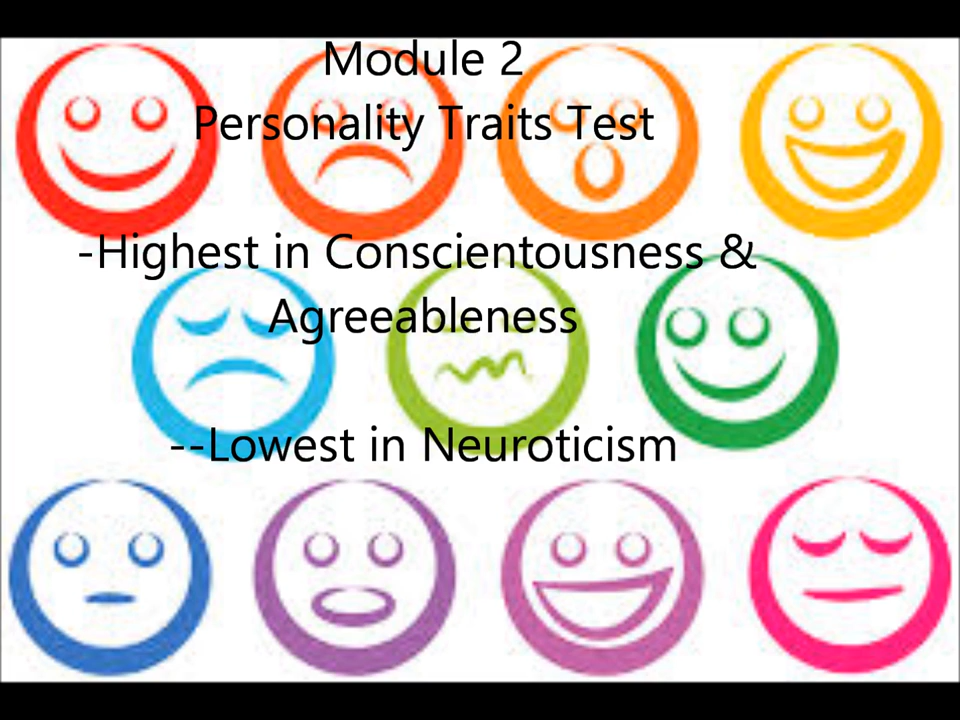 Module 2
Personality Traits Test
-Highest in Conscientousness &
Agreeableness
--Lowest in Neuroticism